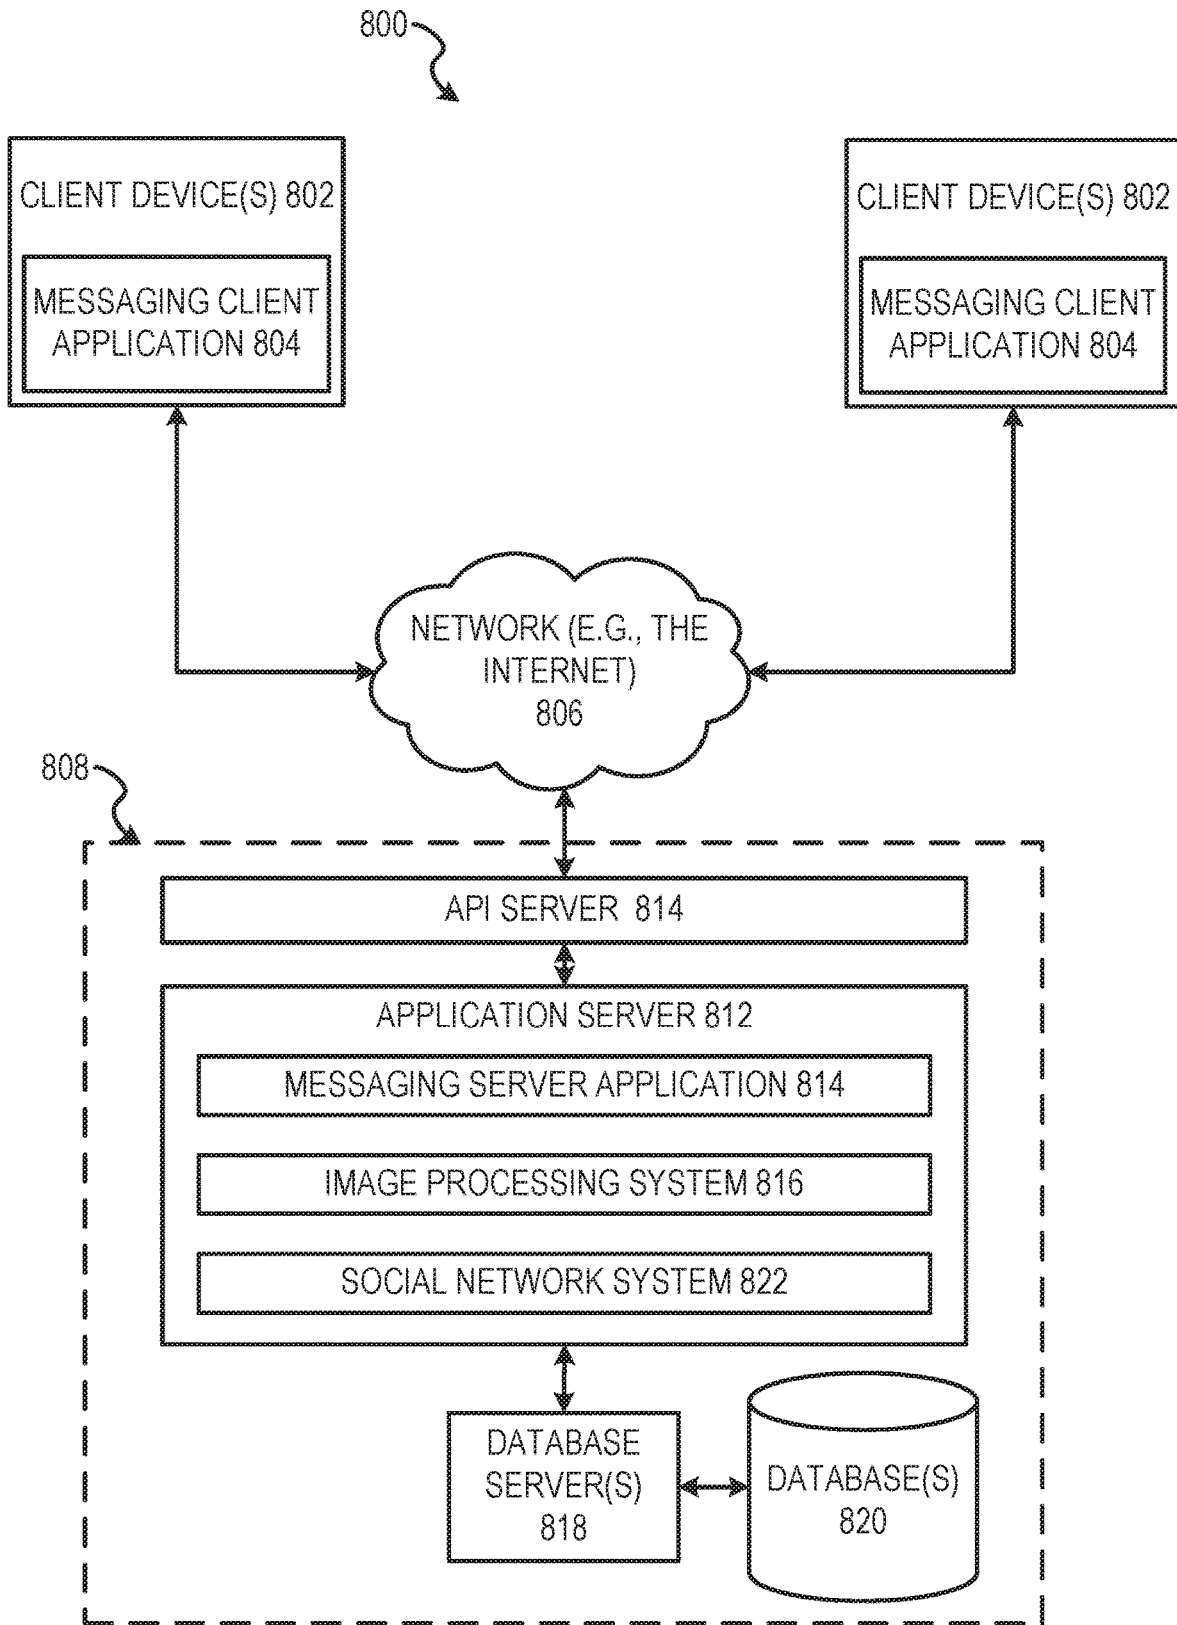 800
CLIENT DEVICE(S) 802
MESSAGING CLIENT
APPLICATION 804
CLIENT DEVICE(S) 802
MESSAGING CLIENT
APPLICATION 804
NETWORK (E.G., THE
INTERNET)
806
808
API SERVER 814
APPLICATION SERVER 812
MESSAGING SERVER APPLICATION 814
IMAGE PROCESSING SYSTEM 816
SOCIAL NETWORK SYSTEM 822
DATABASE
SERVER(S)
818
DATABASE(S)
820